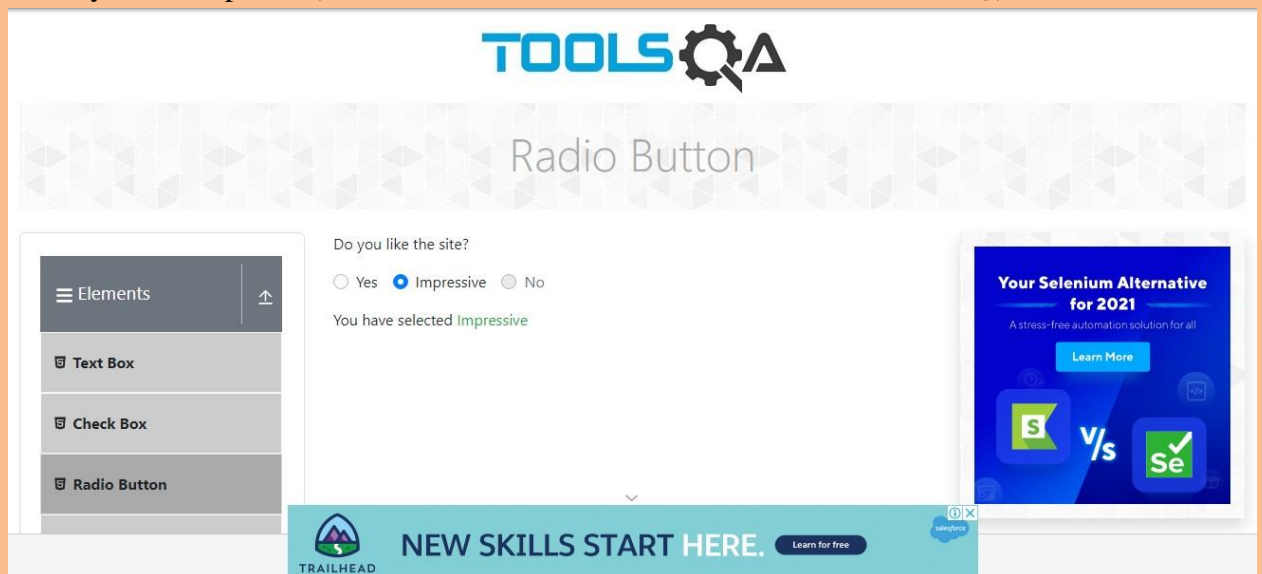 TOOLSQA
Radio Button
Do you like the site?
Yes Impressive No
You have selected Impressive
Elements
Text Box
Check Box
Radio Button
Your Selenium Alternative
for 2021
A stress-free automation solution for all
Learn More
S V/s Se
TRAILHEAD
NEW SKILLS START HERE. Learn for free
salesforce